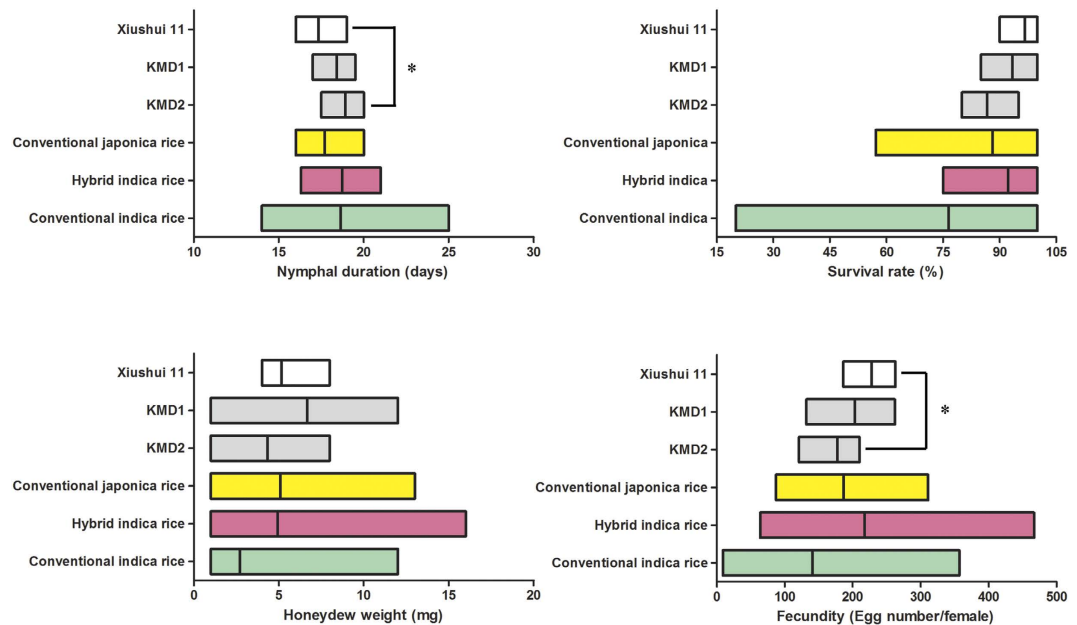 Xiushui 11
KMD1
KMD2
Conventional japonica rice
Hybrid indica rice
Conventional indica rice
*
10 15 20 25 30
Nymphal duration (days)
Xiushui 11
KMD1
KMD2
Conventional japonica
Hybrid indica
Conventional indica
15 30 45 60 75 90 105
Survival rate (%)
Xiushui 11
KMD1
KMD2
Conventional japonica rice
Hybrid indica rice
Conventional indica rice
0 5 10 15 20
Honeydew weight (mg)
Xiushui 11
KMD1
KMD2
Conventional japonica rice
Hybrid indica rice
Conventional indica rice
*
100 200 300 400 500
Fecundity (Egg number/female)